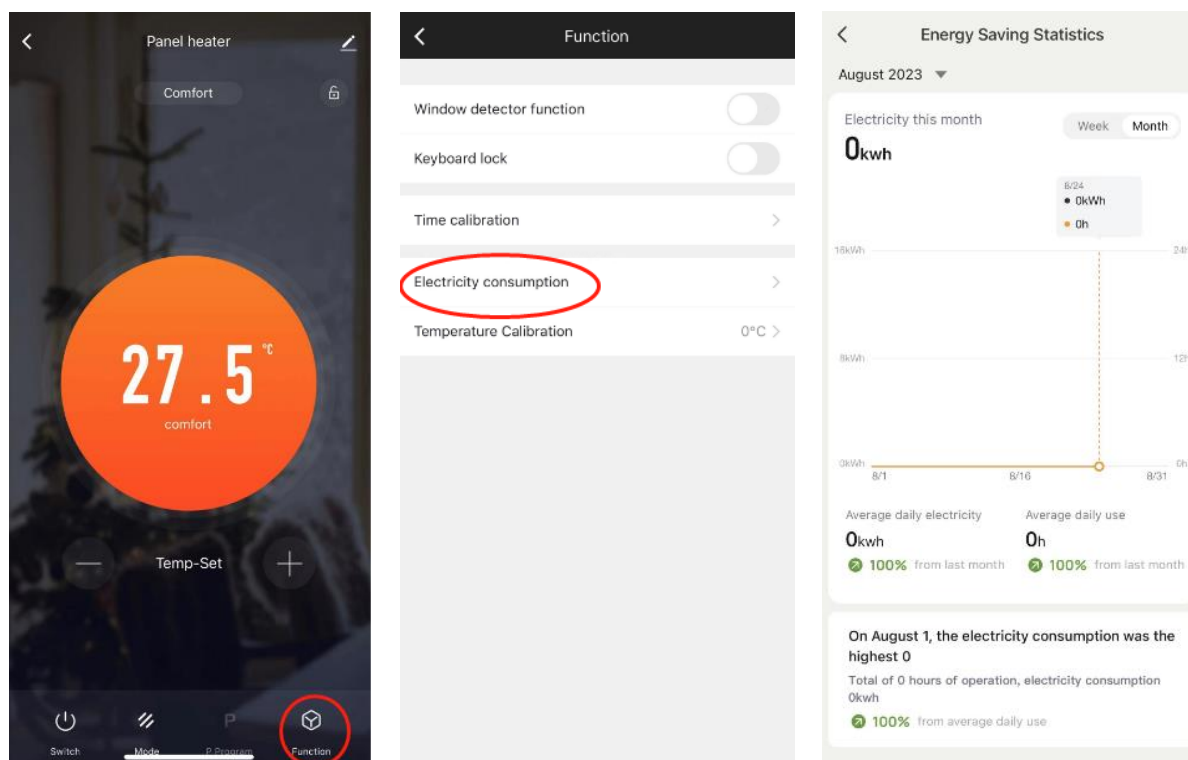 Panel heater
Comfort
27.5 °C
comfort
Temp-Set
Switch
Mode
P
P.Program
Function
Function
Window detector function
Keyboard lock
Time calibration
Electricity consumption
Temperature Calibration 0°C
Energy Saving Statistics
August 2023
Electricity this month
Week Month
0kwh
8/24
0kWh
0h
16kWh 24h
8kWh 12h
0kWh 0h
8/1 8/16 8/31
Average daily electricity Average daily use
0kwh 0h
100% from last month 100% from last month
On August 1, the electricity consumption was the
highest 0
Total of 0 hours of operation, electricity consumption
0kwh
100% from average daily use